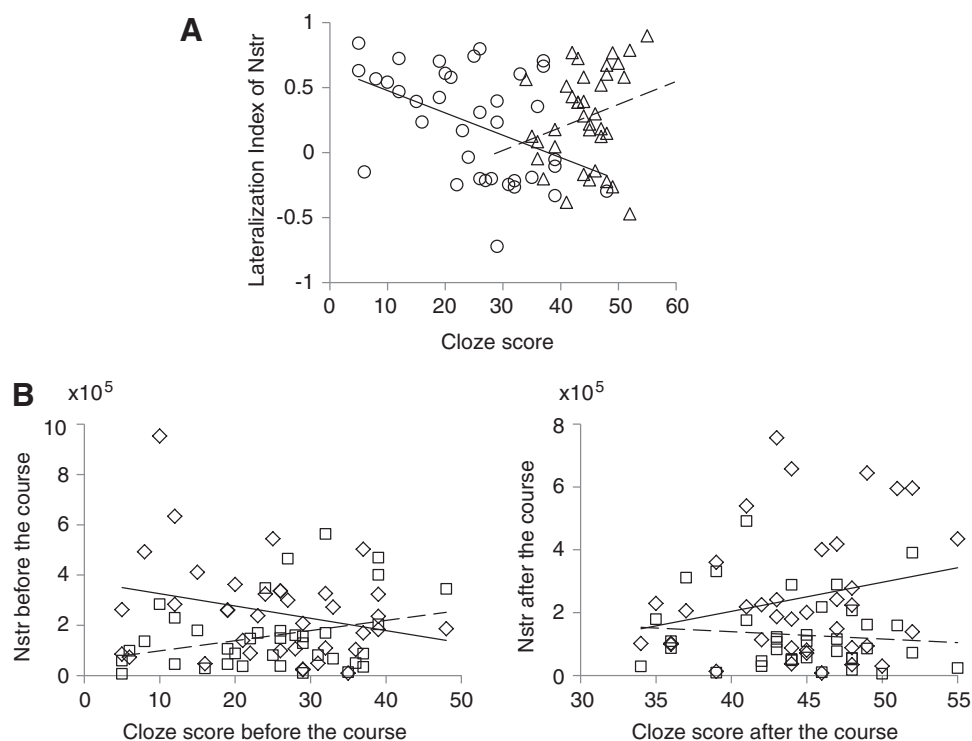 A
Lateralization Index of Nstr
1
0.5
0
-0.5
-1
0 10 20 30 40 50 60
Cloze score
B
x10^5
Nstr before the course
10
8
6
4
2
0
0 10 20 30 40 50
Cloze score before the course
x10^5
Nstr after the course
8
6
4
2
0
30 35 40 45 50 55
Cloze score after the course